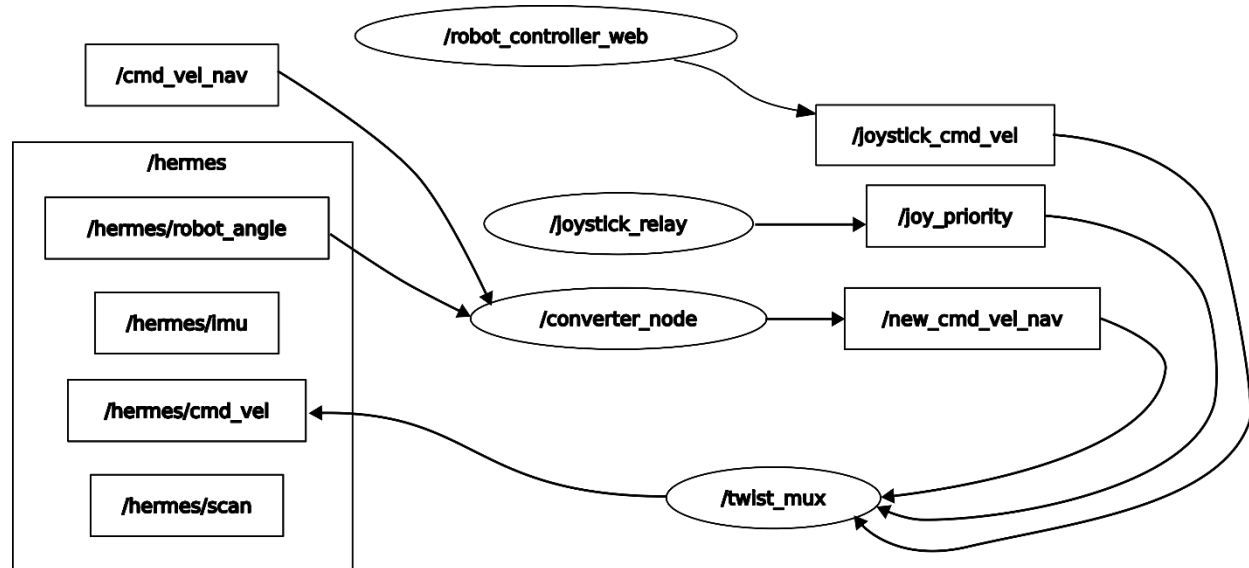 /robot_controller_web
/cmd_vel_nav
/joystick_cmd_vel
/hermes
/hermes/robot_angle
/joystick_relay
/joy_priority
/hermes/imu
/converter_node
/new_cmd_vel_nav
/hermes/cmd_vel
/hermes/scan
/twist_mux